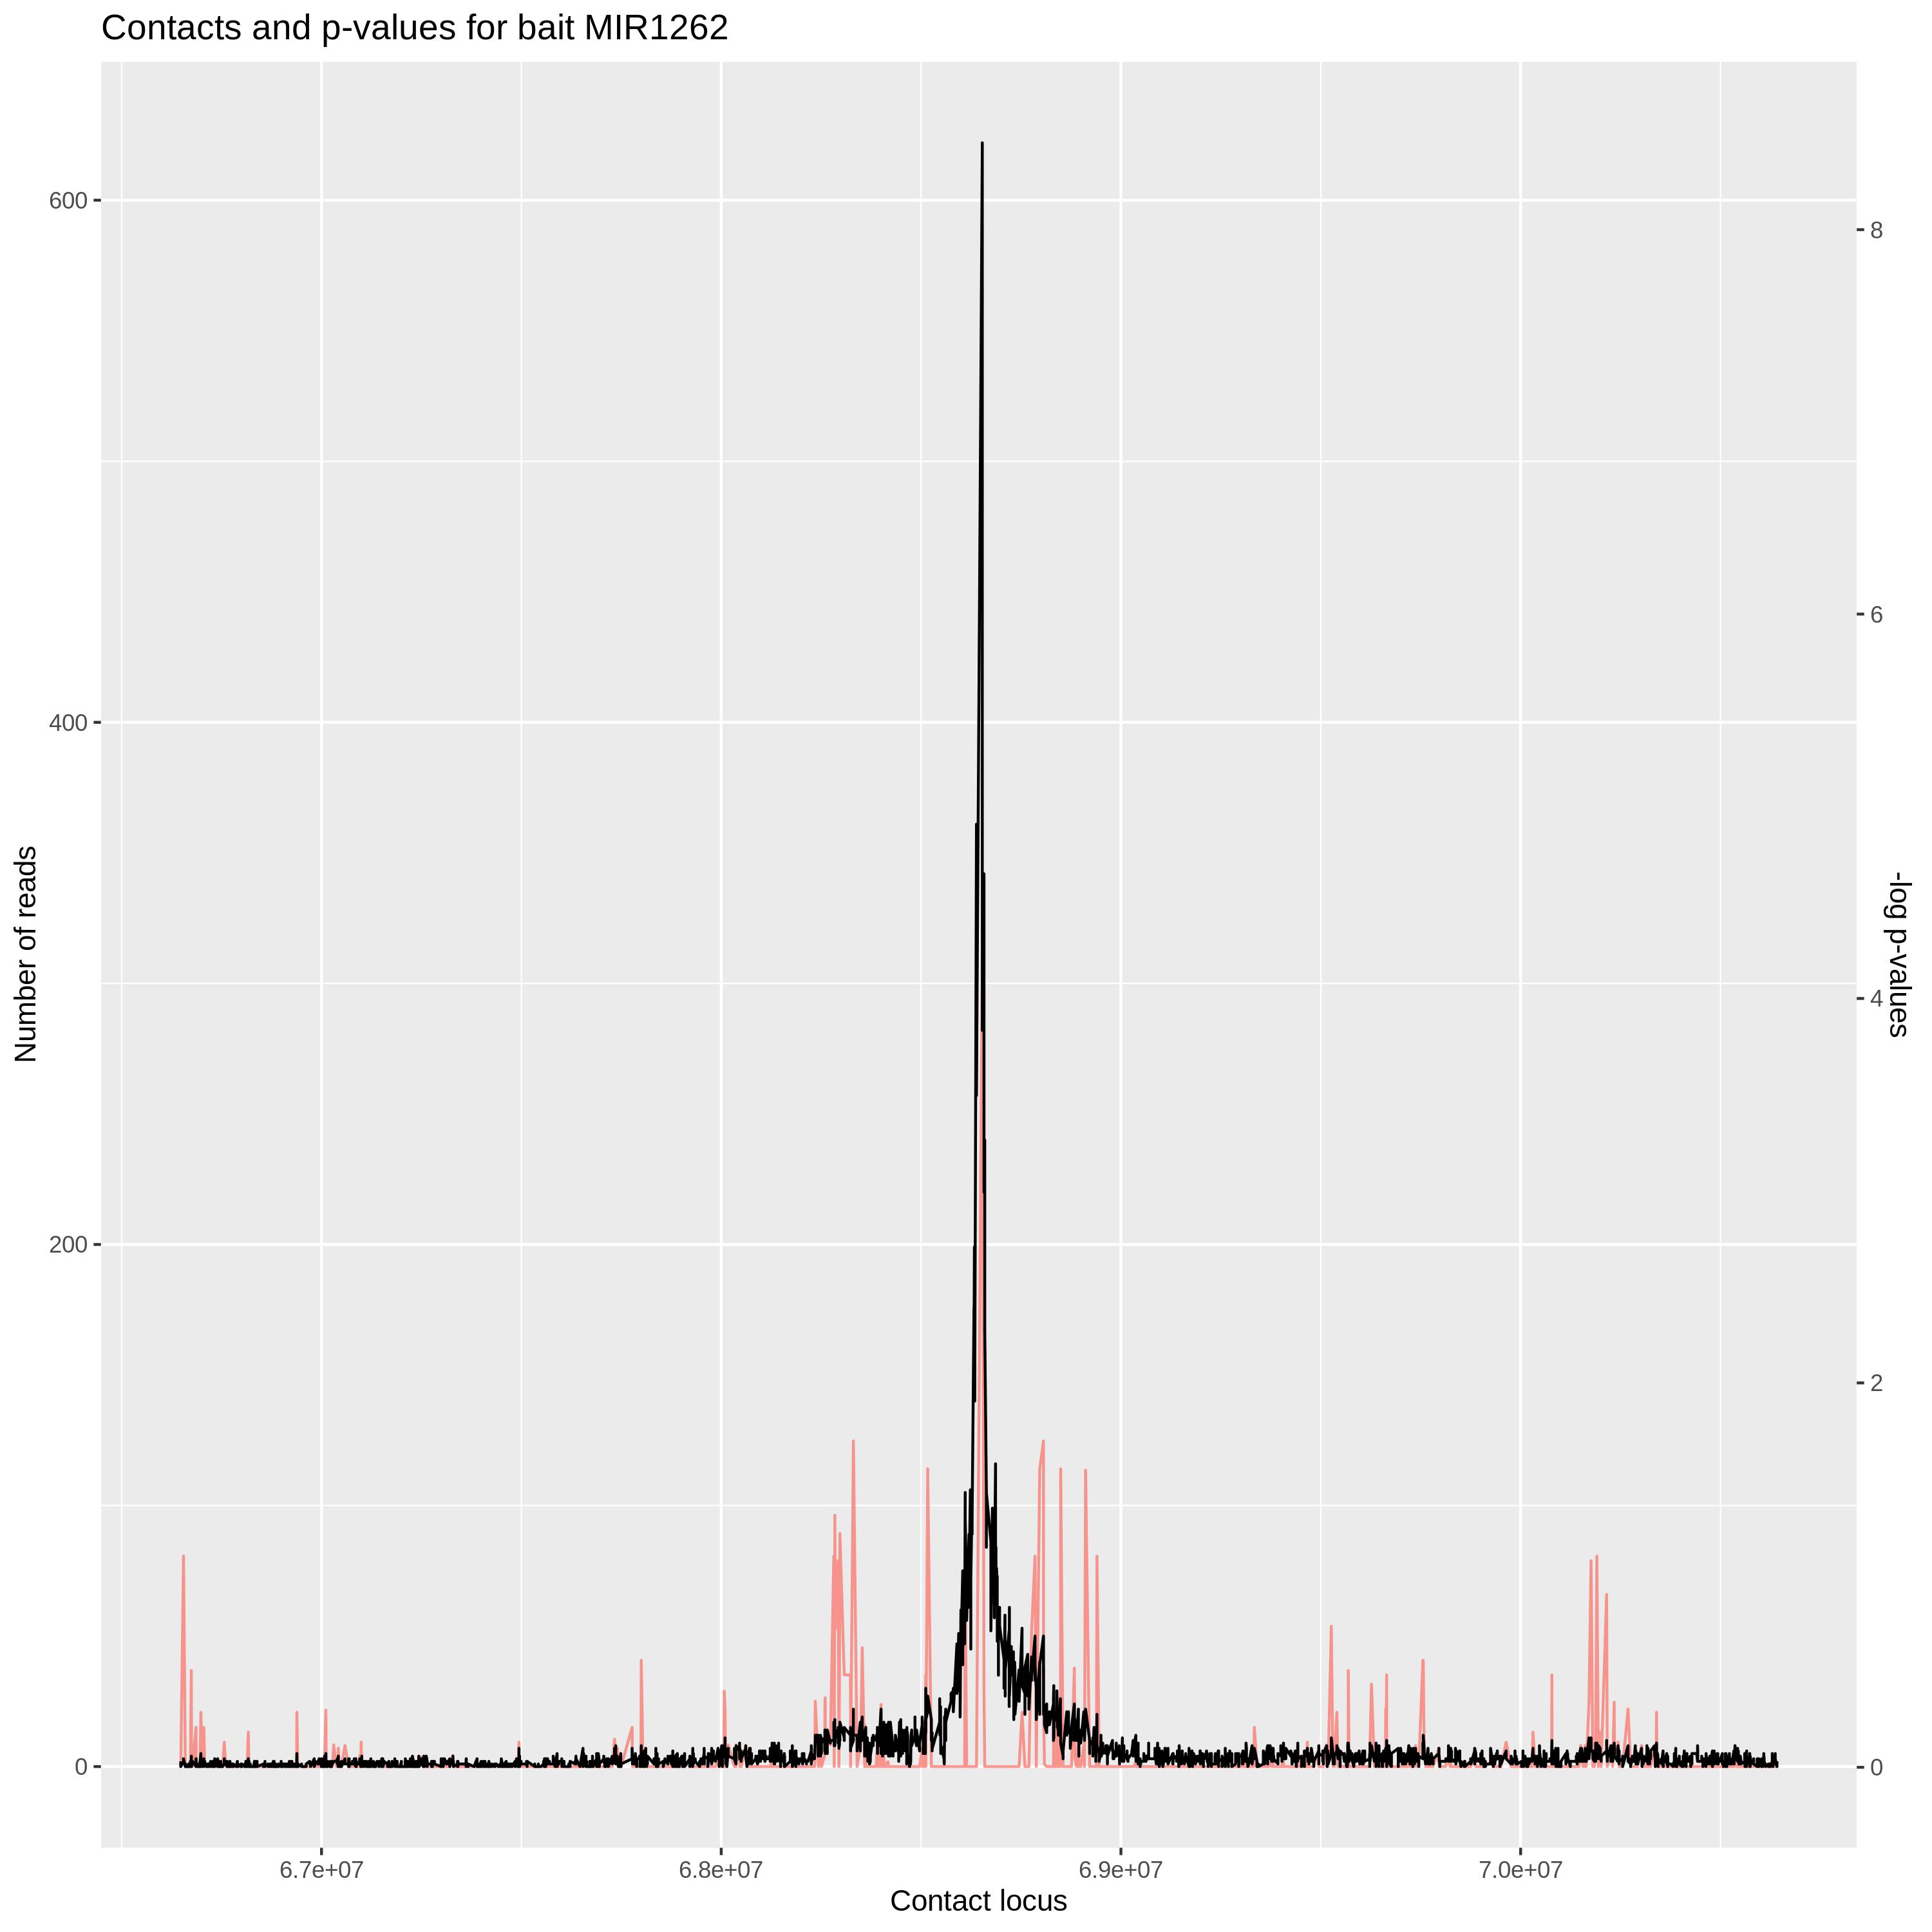 Contacts and p-values for bait MIR1262
600
400
200
0
8
6
4
2
0
Number of reads
-log p-values
6.7e+07 6.8e+07 6.9e+07 7.0e+07
Contact locus